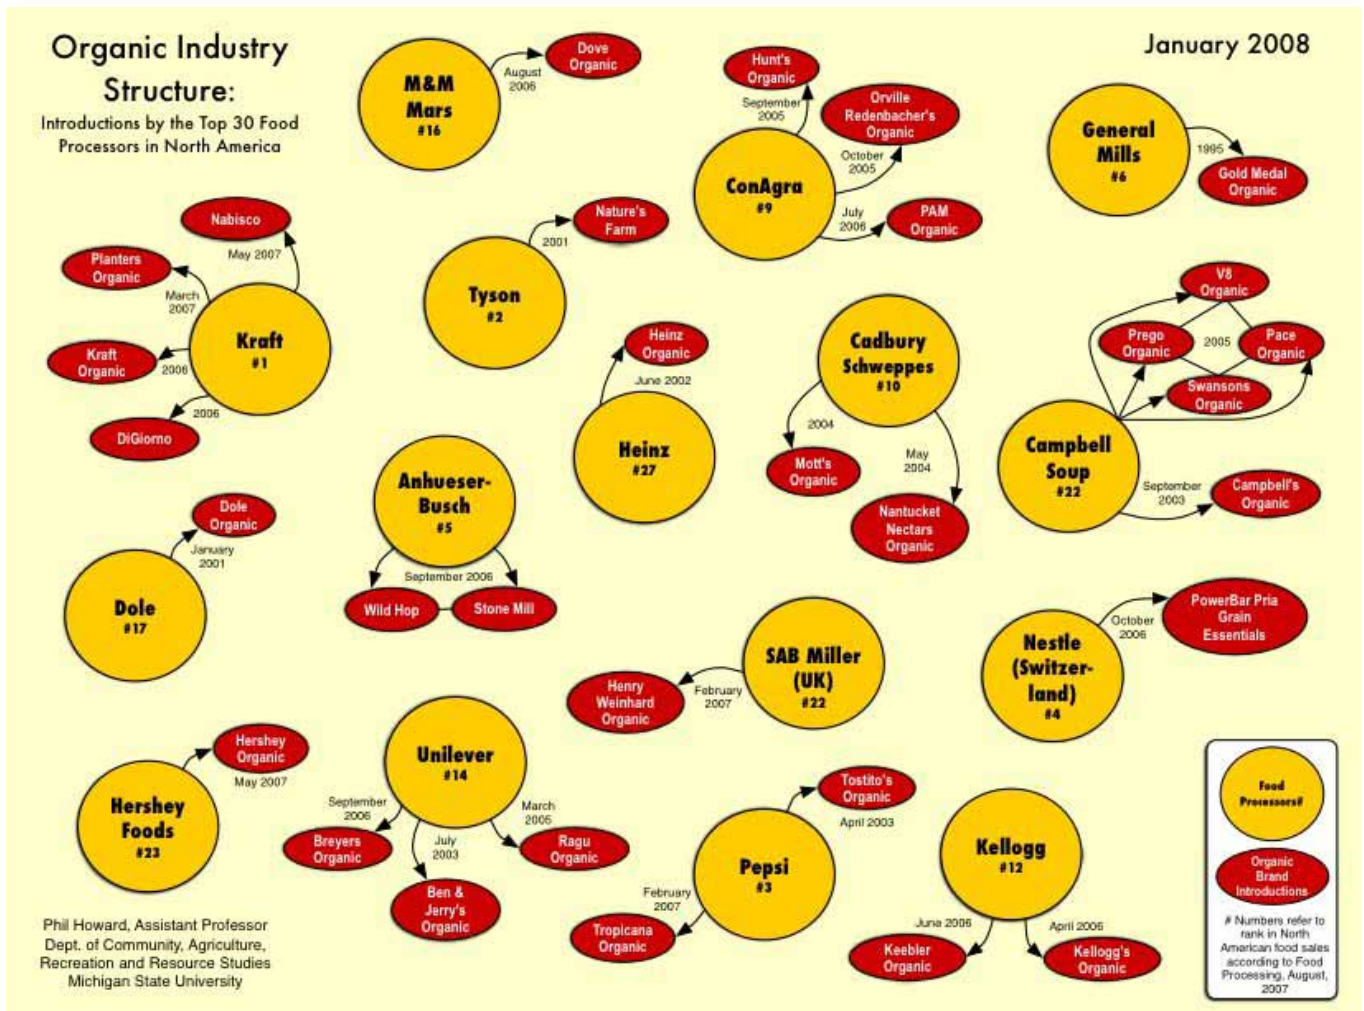 Organic Industry
Structure:
Introductions by the Top 30 Food
Processors in North America
January 2008
M&M
Mars
#16
August
2006
Dove
Organic
Hunt's
Organic
September
2005
Orville
Redenbacher's
Organic
October
2005
ConAgra
#9
July
2006
PAM
Organic
General
Mills
#6
1995
Gold Medal
Organic
Nabisco
May 2007
Planters
Organic
March
2007
Kraft
#1
Kraft
Organic
2006
2006
DiGiorno
Tyson
#2
2001
Nature's
Farm
Heinz
Organic
June 2002
Heinz
#27
Cadbury
Schweppes
#10
2004
Mott's
Organic
May
2004
Nantucket
Nectars
Organic
V8
Organic
Prego
Organic
2005
Pace
Organic
Swansons
Organic
Campbell
Soup
#22
September
2003
Campbell's
Organic
Anhueser-
Busch
#5
September 2006
Wild Hop
Stone Mill
Dole
Organic
January
2001
Dole
#17
SAB Miller
(UK)
#22
February
2007
Henry
Weinhard
Organic
Nestle
(Switzer-
land)
#4
October
2006
PowerBar Pria
Grain
Essentials
Hershey
Organic
May 2007
Hershey
Foods
#23
Unilever
#14
September
2006
Breyers
Organic
July
2003
Ben &
Jerry's
Organic
March
2005
Ragu
Organic
Tostito's
Organic
April 2003
Pepsi
#3
February
2007
Tropicana
Organic
Kellogg
#12
June 2006
Keebler
Organic
April 2006
Kellogg's
Organic
Food
Processors#
Organic
Brand
Introductions
# Numbers refer to
rank in North
American food sales
according to Food
Processing, August,
2007
Phil Howard, Assistant Professor
Dept. of Community, Agriculture,
Recreation and Resource Studies
Michigan State University